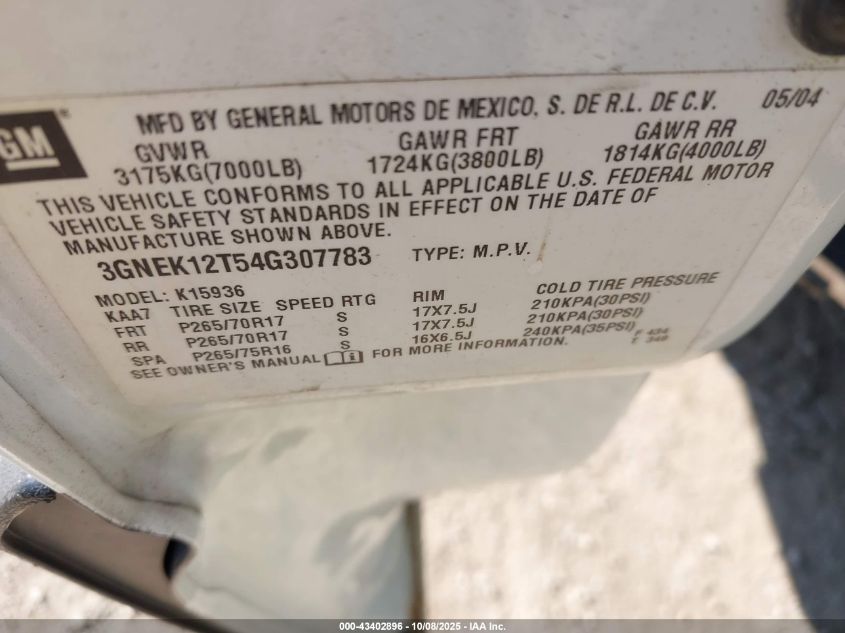 GM ®
MFD BY GENERAL MOTORS DE MEXICO, S. DE R.L. DE C.V. 05/04
GVWR GAWR FRT GAWR RR
3175KG(7000LB) 1724KG(3800LB) 1814KG(4000LB)
THIS VEHICLE CONFORMS TO ALL APPLICABLE U.S. FEDERAL MOTOR
VEHICLE SAFETY STANDARDS IN EFFECT ON THE DATE OF
MANUFACTURE SHOWN ABOVE.
3GNEK12T54G307783 TYPE: M.P.V.
MODEL: K15936
KAA7 TIRE SIZE SPEED RTG RIM COLD TIRE PRESSURE
FRT P265/70R17 S 17X7.5J 210KPA(30PSI)
RR P265/70R17 S 17X7.5J 210KPA(30PSI)
SPA P265/75R16 S 16X6.5J 240KPA(35PSI) F 434
SEE OWNER'S MANUAL FOR MORE INFORMATION. T 348
000-43402896 - 10/08/2025 - IAA Inc.